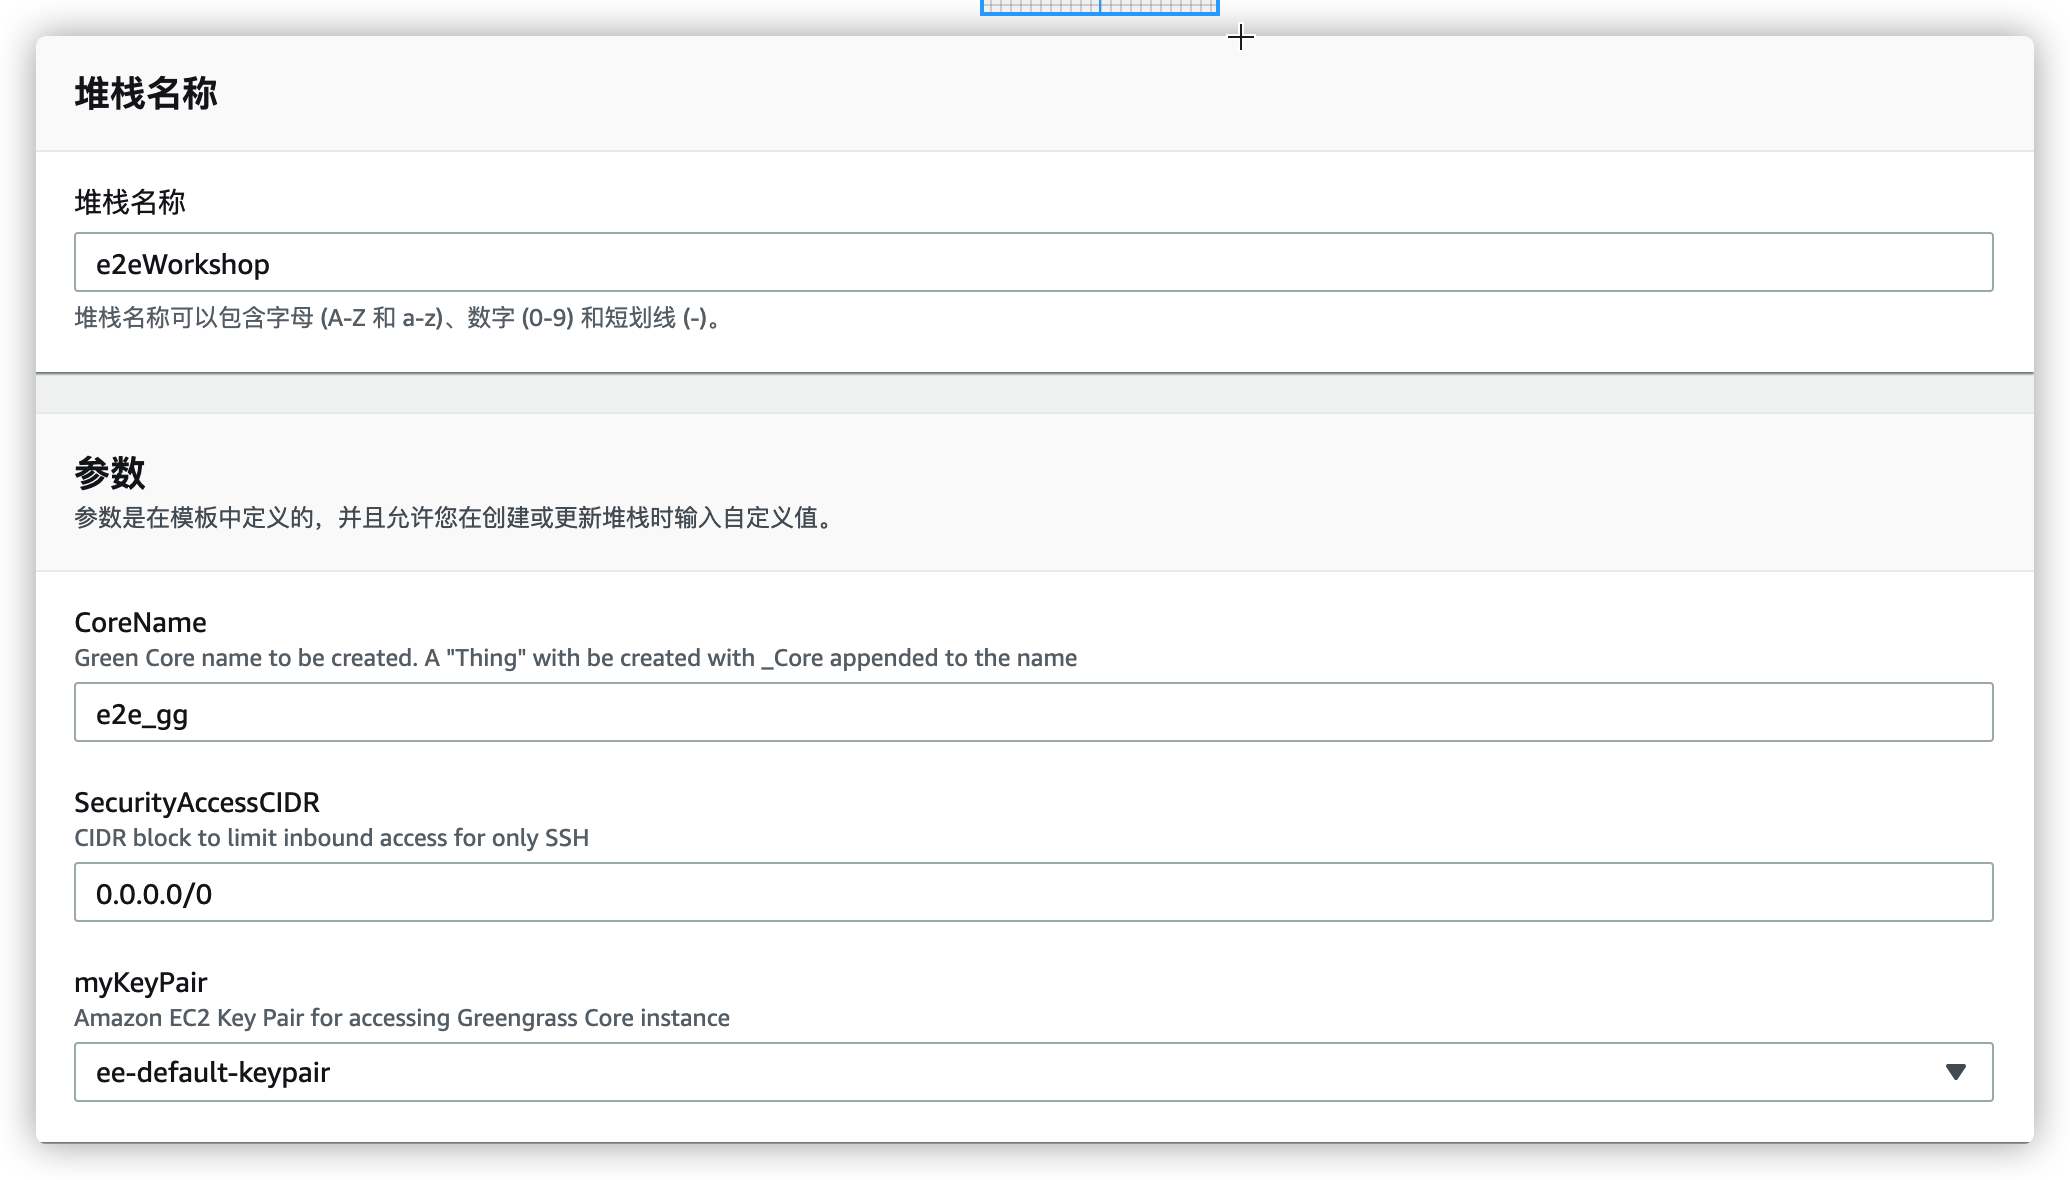 堆栈名称
堆栈名称
e2eWorkshop
堆栈名称可以包含字母 (A-Z 和 a-z)、数字 (0-9) 和短划线 (-)。
参数
参数是在模板中定义的，并且允许您在创建或更新堆栈时输入自定义值。
CoreName
Green Core name to be created. A "Thing" with be created with _Core appended to the name
e2e_gg
SecurityAccessCIDR
CIDR block to limit inbound access for only SSH
0.0.0.0/0
myKeyPair
Amazon EC2 Key Pair for accessing Greengrass Core instance
ee-default-keypair